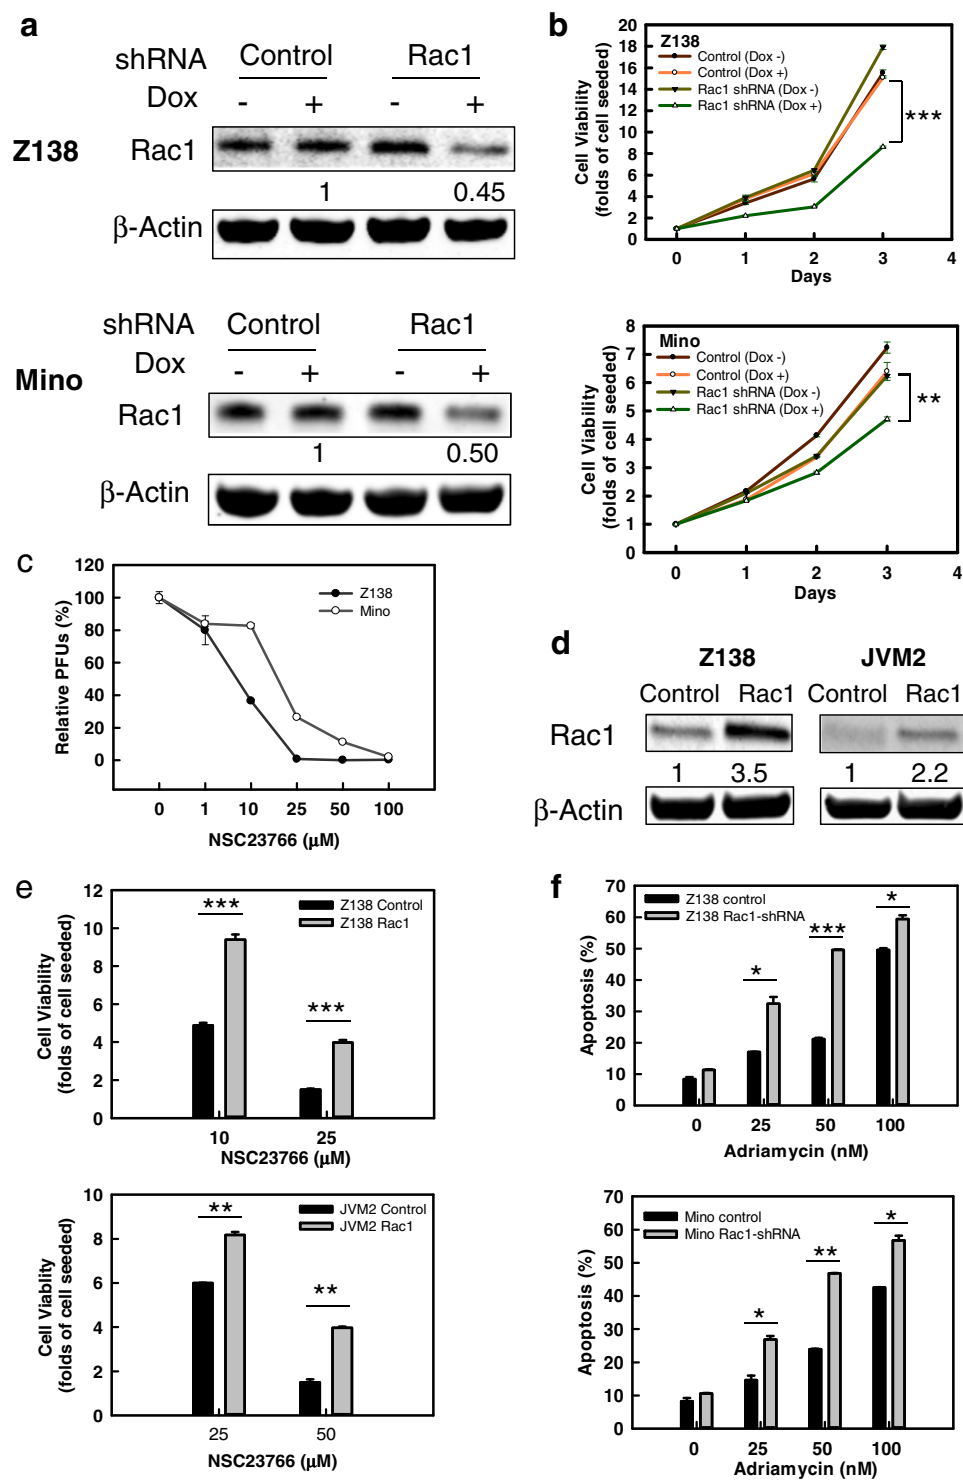 a
shRNA Control Rac1
Dox - + - +
Z138 Rac1
1 0.45
β-Actin
shRNA Control Rac1
Dox - + - +
Mino
Rac1
1 0.50
β-Actin
b
Z138
Control (Dox -)
Control (Dox +)
Rac1 shRNA (Dox -)
Rac1 shRNA (Dox +)
***
Cell Viability
(folds of cell seeded)
20
18
16
14
12
10
8
6
4
2
0
0 1 2 3 4
Days
Mino
Control (Dox -)
Control (Dox +)
Rac1 shRNA (Dox -)
Rac1 shRNA (Dox +)
**
Cell Viability
(folds of cell seeded)
8
7
6
5
4
3
2
1
0
0 1 2 3 4
Days
c
Z138
Mino
Relative PFUs (%)
120
100
80
60
40
20
0
0 1 10 25 50 100
NSC23766 (μM)
d
Z138 JVM2
Control Rac1 Control Rac1
Rac1
1 3.5 1 2.2
β-Actin
e
Z138 Control
Z138 Rac1
***
***
Cell Viability
(folds of cell seeded)
12
10
8
6
4
2
0
10 25
NSC23766 (μM)
JVM2 Control
JVM2 Rac1
**
**
Cell Viablity
(folds of cell seeded)
10
8
6
4
2
0
25 50
NSC23766 (μM)
f
Z138 control
Z138 Rac1-shRNA
*
***
*
Apoptosis (%)
70
60
50
40
30
20
10
0
0 25 50 100
Adriamycin (nM)
Mino control
Mino Rac1-shRNA
*
**
*
Apoptosis (%)
70
60
50
40
30
20
10
0
0 25 50 100
Adriamycin (nM)